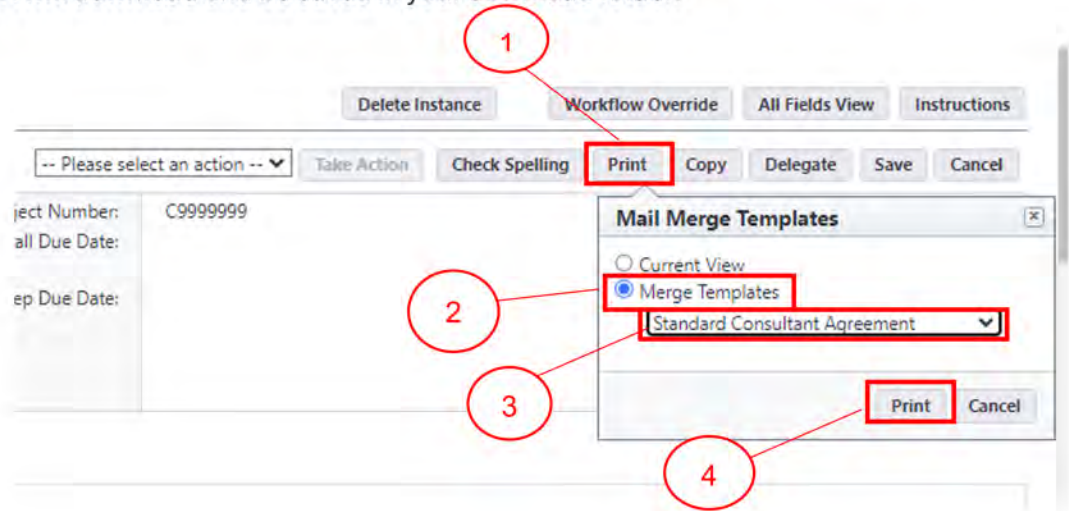 1
Delete Instance Workflow Override All Fields View Instructions
-- Please select an action -- Take Action Check Spelling Print Copy Delegate Save Cancel
ject Number: C9999999
all Due Date:
ep Due Date:
Mail Merge Templates
Current View
Merge Templates
Standard Consultant Agreement
2
3
Print Cancel
4